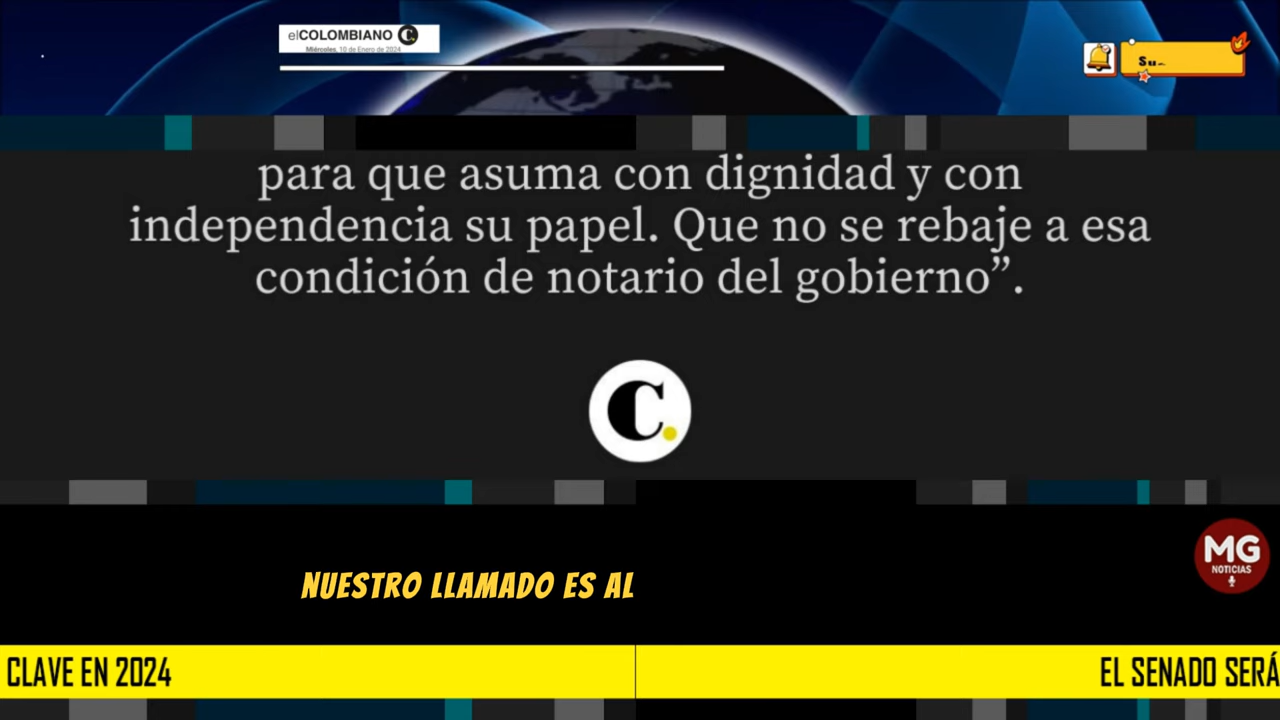 elCOLOMBIANO C.
Miércoles, 10 de Enero de 2024
Su
para que asuma con dignidad y con
independencia su papel. Que no se rebaje a esa
condición de notario del gobierno”.
C.
NUESTRO LLAMADO ES AL
MG
NOTICIAS
CLAVE EN 2024
EL SENADO SERÁ